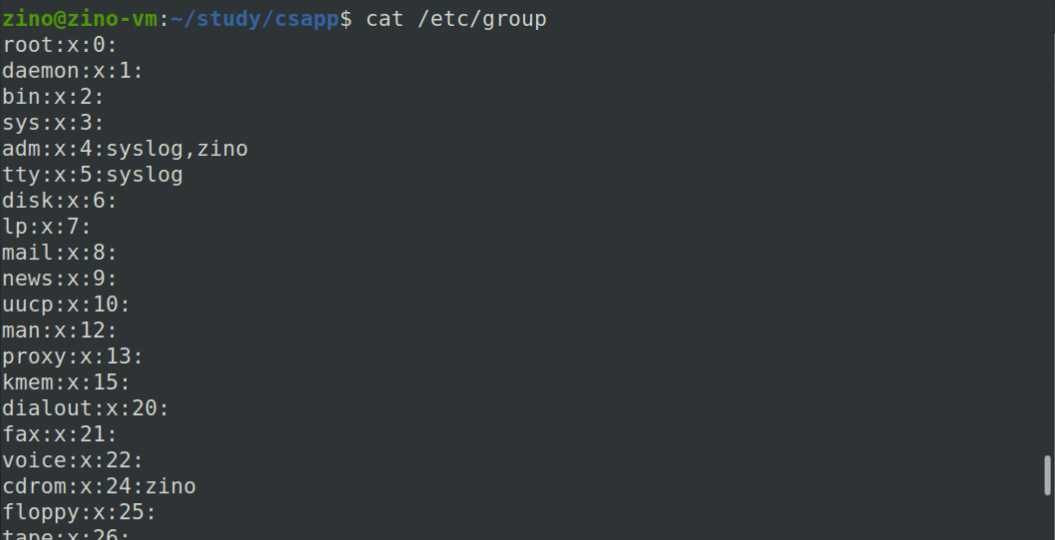 zino@zino-vm:~/study/csapp$ cat /etc/group
root:x:0:
daemon:x:1:
bin:x:2:
sys:x:3:
adm:x:4:syslog,zino
tty:x:5:syslog
disk:x:6:
lp:x:7:
mail:x:8:
news:x:9:
uucp:x:10:
man:x:12:
proxy:x:13:
kmem:x:15:
dialout:x:20:
fax:x:21:
voice:x:22:
cdrom:x:24:zino
floppy:x:25:
tape:x:26: